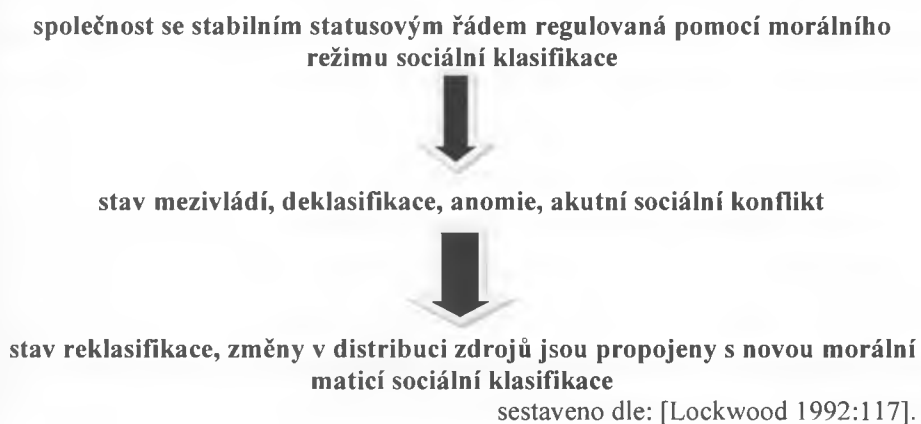 společnost se stabilním statusovým řádem regulovaná pomocí morálního
režimu sociální klasifikace
stav mezivládí, deklasifikace, anomie, akutní sociální konflikt
stav reklasifikace, změny v distribuci zdrojů jsou propojeny s novou morální
maticí sociální klasifikace
sestaveno dle: [Lockwood 1992:117].